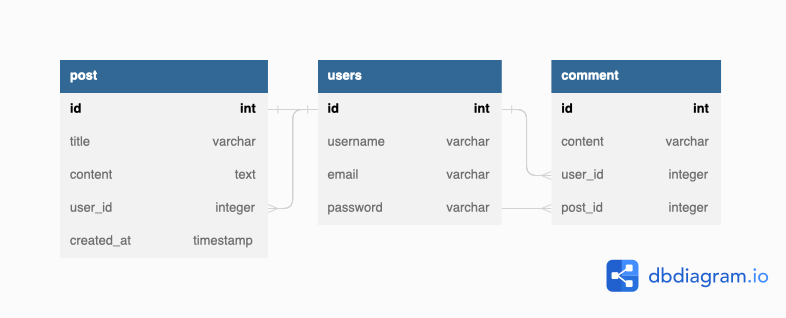 post
id int
title varchar
content text
user_id integer
created_at timestamp
users
id int
username varchar
email varchar
password varchar
comment
id int
content varchar
user_id integer
post_id integer
dbdiagram.io